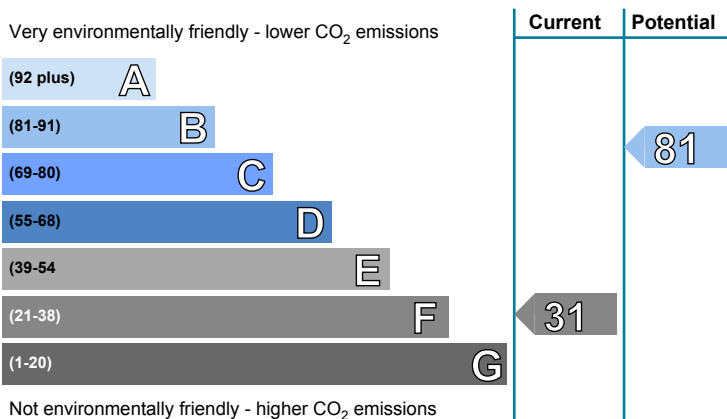 Current Potential
Very environmentally friendly - lower CO2 emissions
(92 plus) A
(81-91) B
81
(69-80) C
(55-68) D
(39-54 E
(21-38) F 31
(1-20) G
Not environmentally friendly - higher CO2 emissions